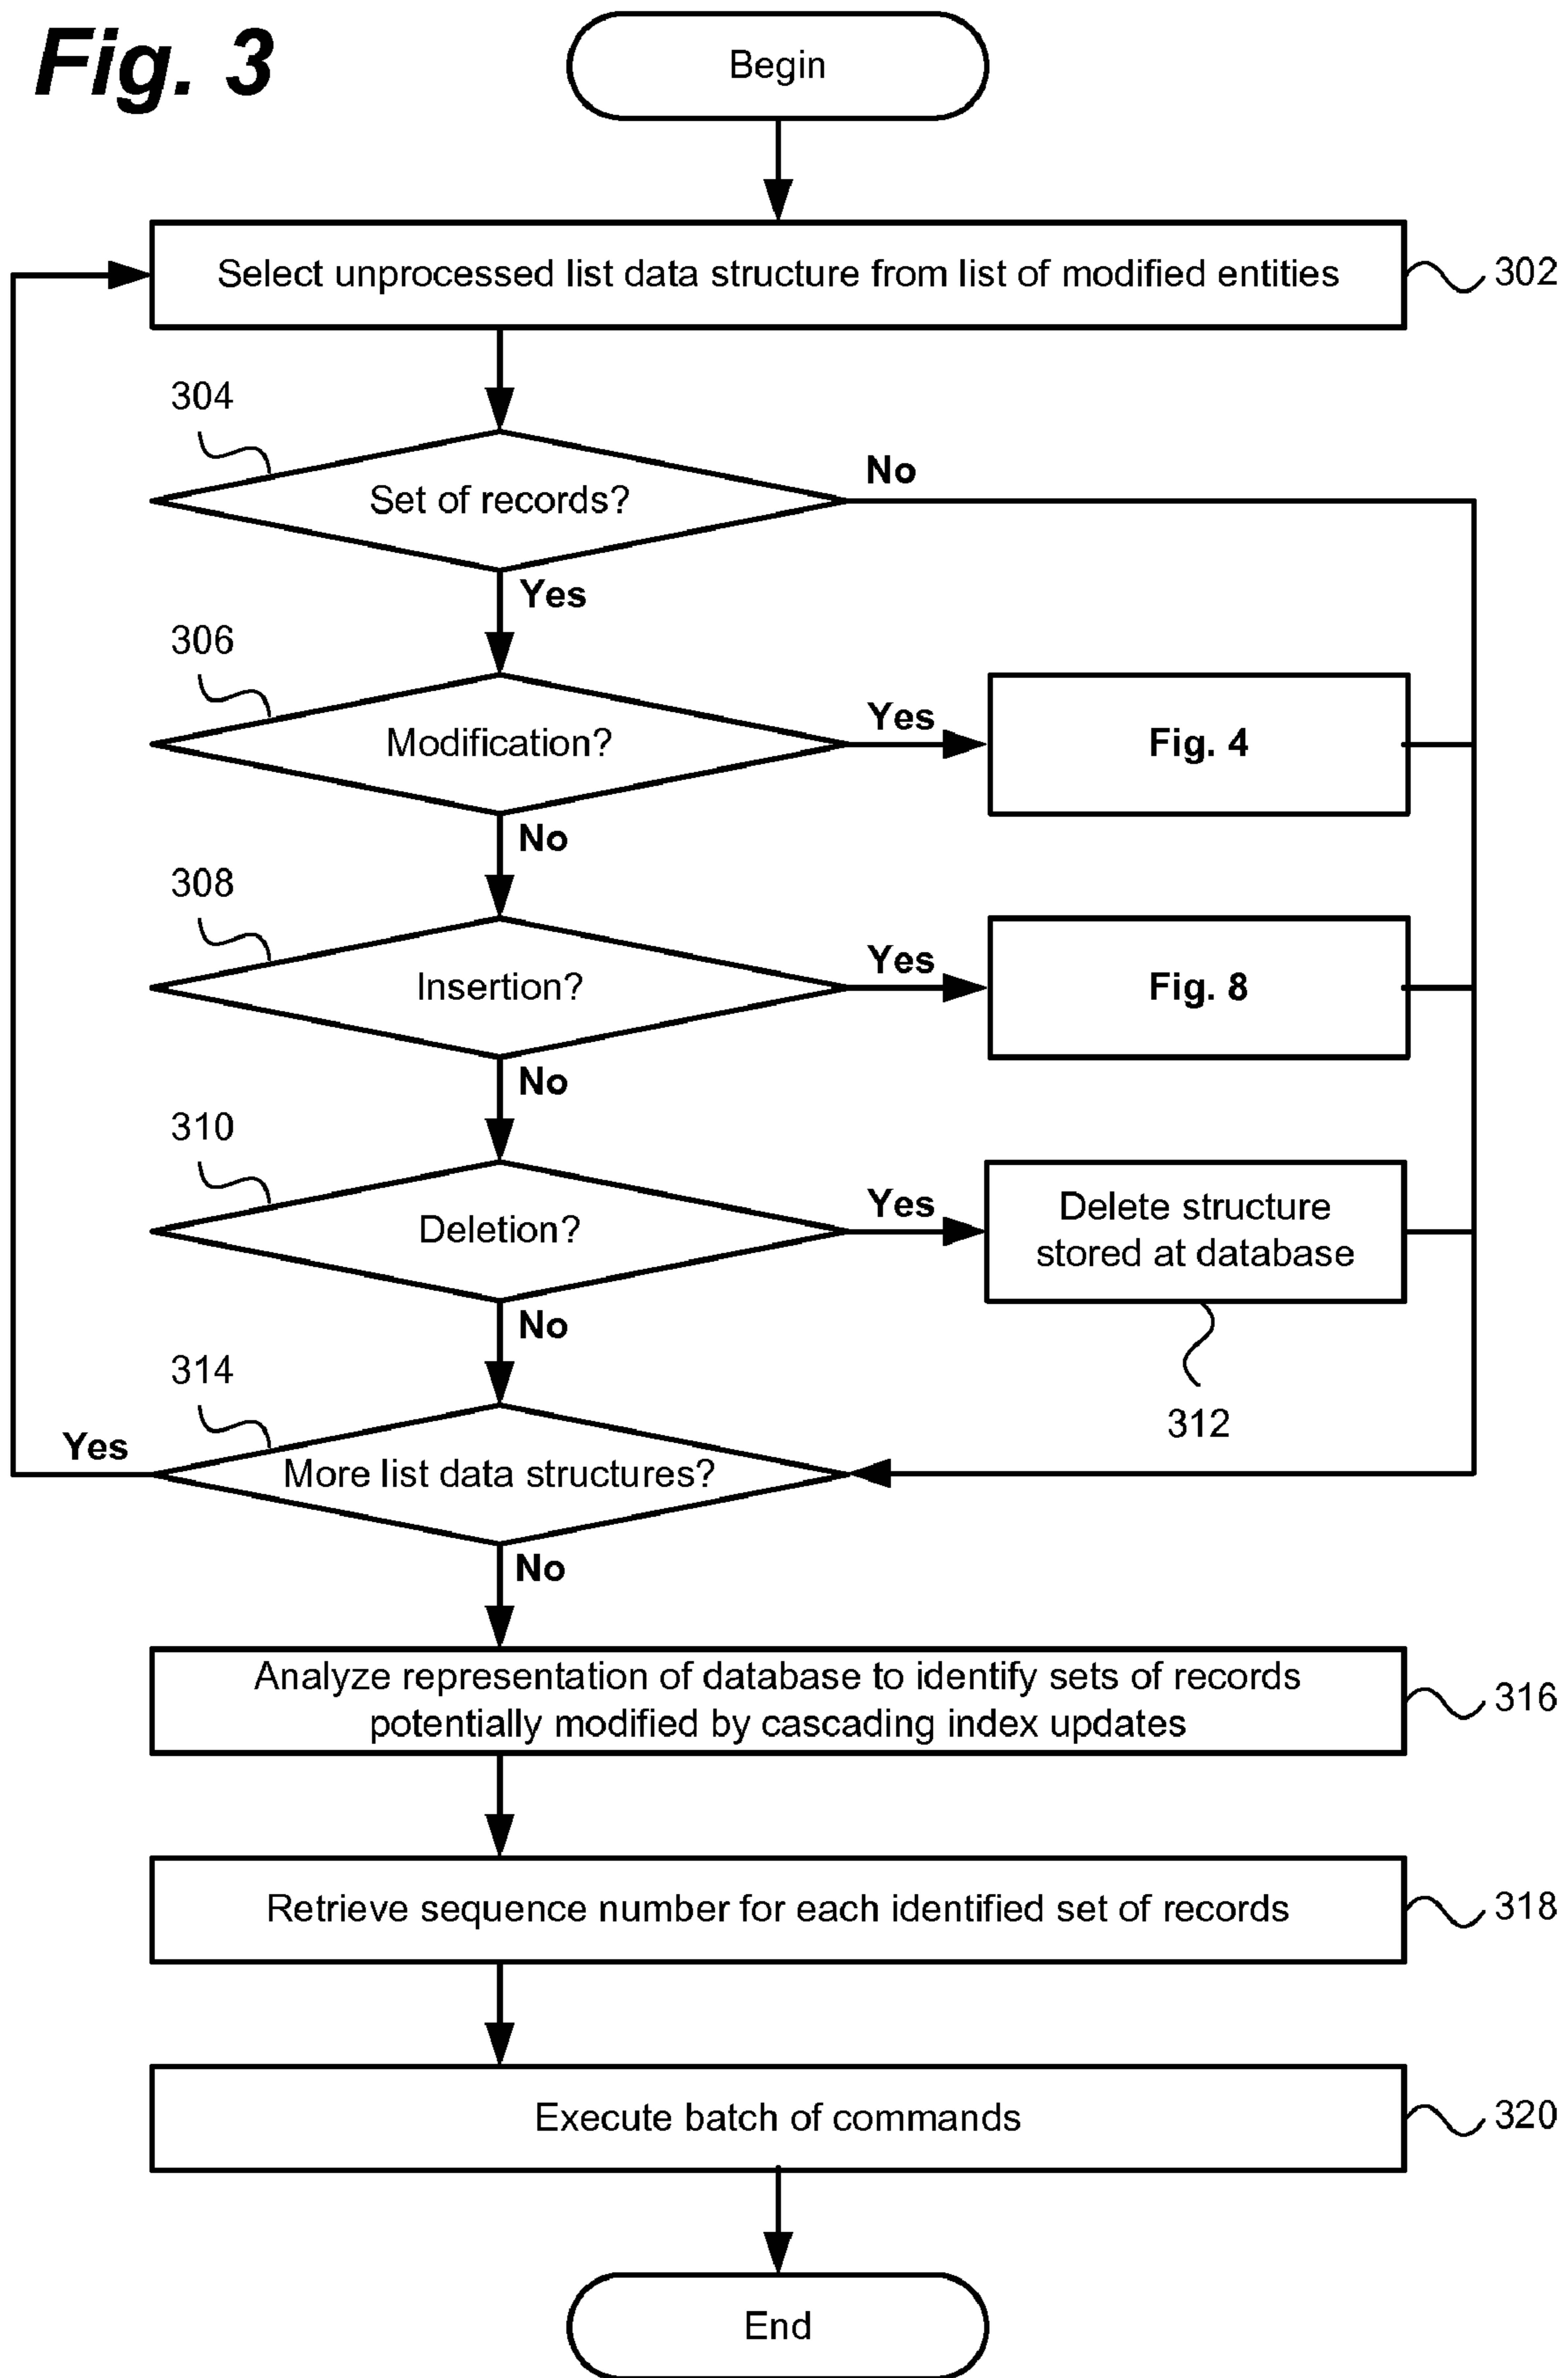 Fig. 3
Begin
Select unprocessed list data structure from list of modified entities
302
304
Set of records?
No
Yes
306
Modification?
Yes
Fig. 4
No
308
Insertion?
Yes
Fig. 8
No
310
Deletion?
Yes
Delete structure
stored at database
No
312
314
Yes
More list data structures?
No
Analyze representation of database to identify sets of records
potentially modified by cascading index updates
316
Retrieve sequence number for each identified set of records
318
Execute batch of commands
320
End